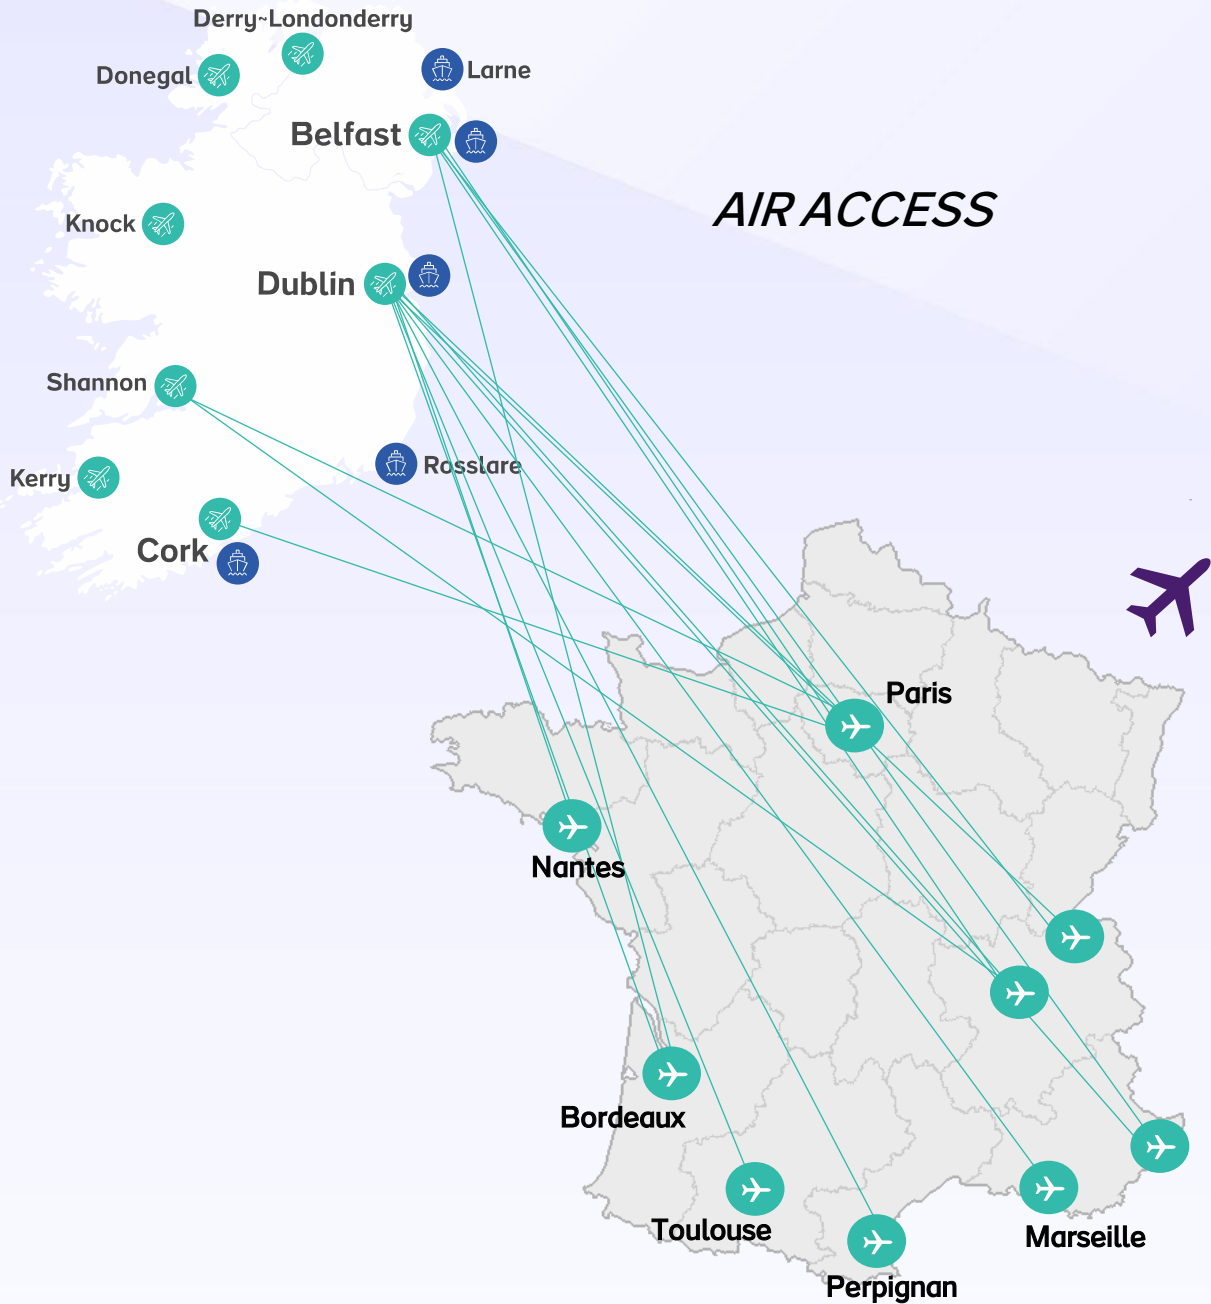 Derry~Londonderry
Donegal
Larne
Belfast
AIR ACCESS
Knock
Dublin
Shannon
Rosslare
Kerry
Cork
Paris
Nantes
Bordeaux
Toulouse
Marseille
Perpignan